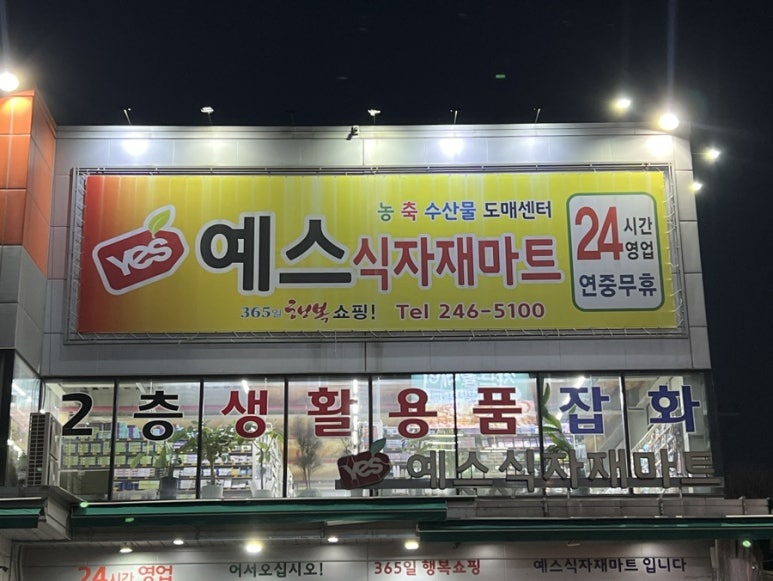 농 축 수산물 도매센터
yes 예스식자재마트
24시간영업
연중무휴
365일 행복쇼핑! Tel 246-5100
2층생활용품잡화
yes 예스식자재마트
24시간 영업 어서오십시오! 365일 행복쇼핑 예스식자재마트 입니다